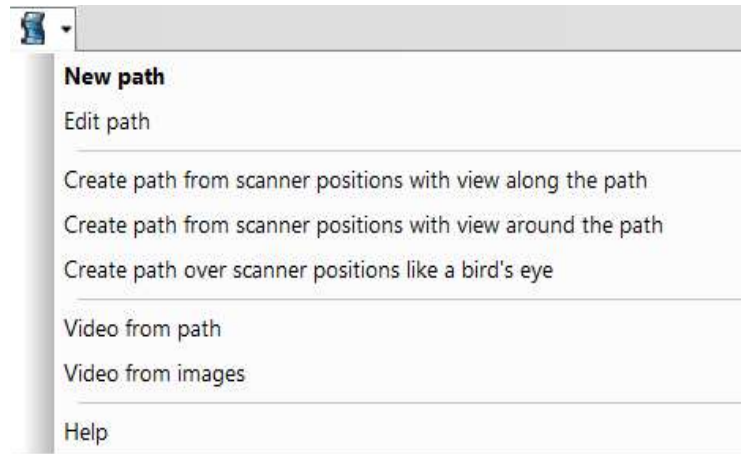 New path
Edit path
Create path from scanner positions with view along the path
Create path from scanner positions with view around the path
Create path over scanner positions like a bird's eye
Video from path
Video from images
Help